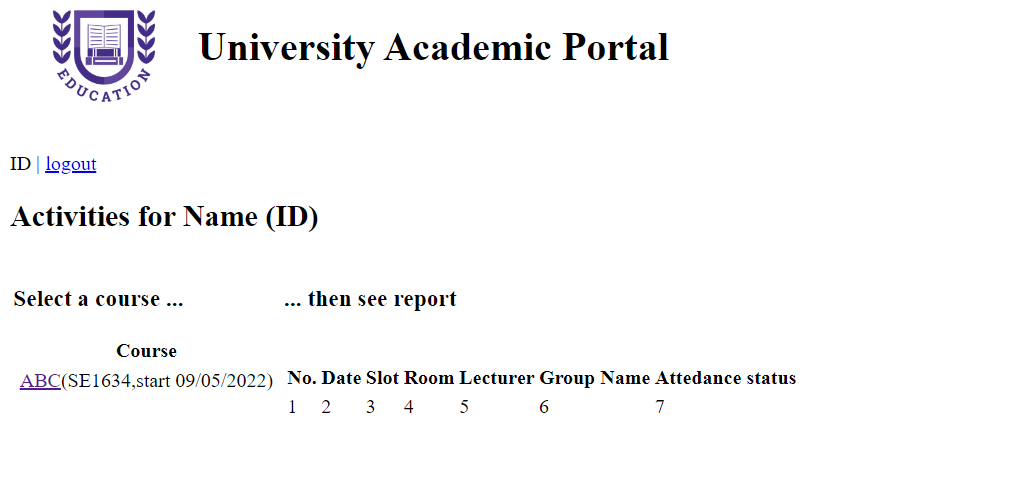 EDUCATION
University Academic Portal
ID | logout
Activities for Name (ID)
Select a course ...
... then see report
Course
ABC(SE1634,start 09/05/2022)
No. Date Slot Room Lecturer Group Name Attedance status
1 2 3 4 5 6 7